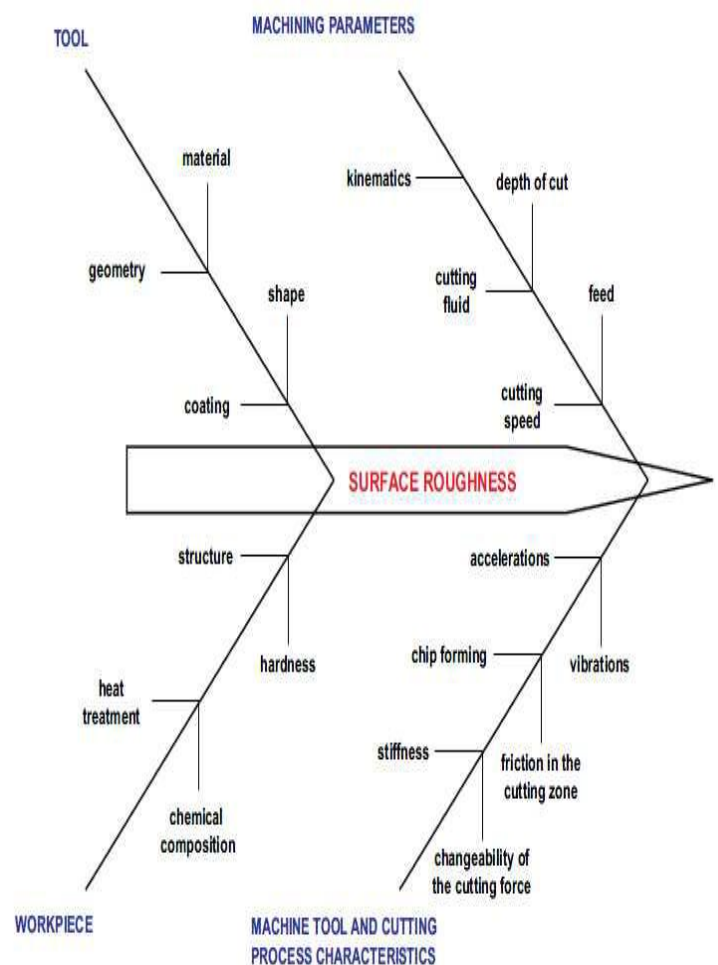 TOOL
MACHINING PARAMETERS
material
kinematics
depth of cut
geometry
cutting
fluid
shape
feed
coating
cutting
speed
SURFACE ROUGHNESS
structure
accelerations
hardness
chip forming
vibrations
heat
treatment
stiffness
friction in the
cutting zone
chemical
composition
changeability of
the cutting force
WORKPIECE
MACHINE TOOL AND CUTTING
PROCESS CHARACTERISTICS